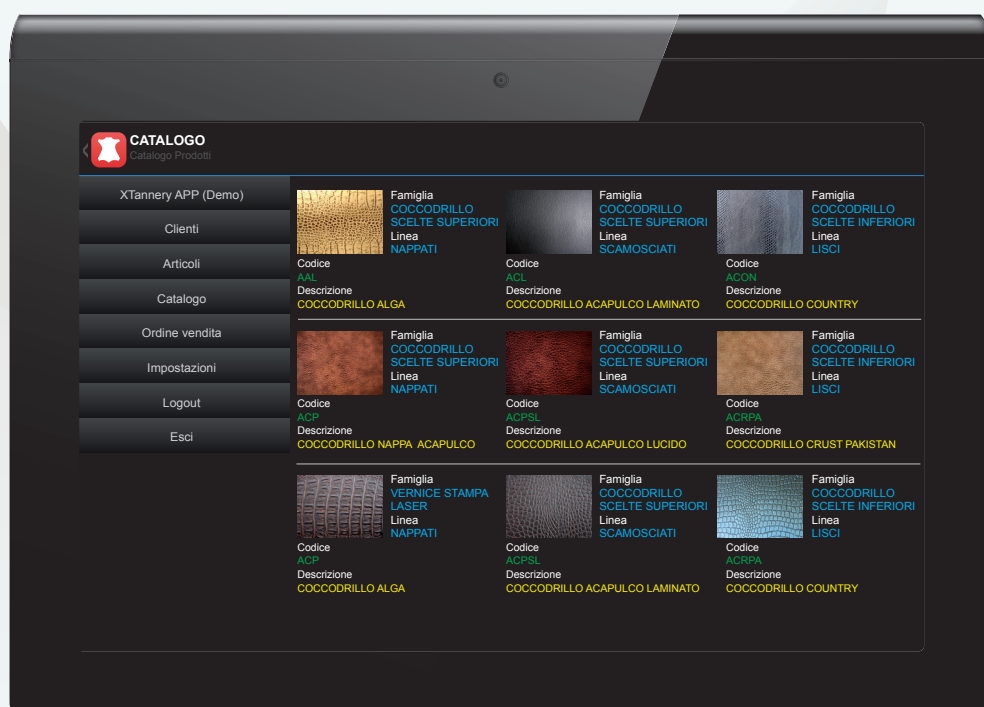 CATALOGO
Catalogo Prodotti
XTannery APP (Demo)
Clienti
Articoli
Catalogo
Ordine vendita
Impostazioni
Logout
Esci
Famiglia
COCCODRILLO
SCELTE SUPERIORI
Linea
NAPPATI
Codice
AAL
Descrizione
COCCODRILLO ALGA
Famiglia
COCCODRILLO
SCELTE SUPERIORI
Linea
SCAMOSCIATI
Codice
ACL
Descrizione
COCCODRILLO ACAPULCO LAMINATO
Famiglia
COCCODRILLO
SCELTE INFERIORI
Linea
LISCI
Codice
ACON
Descrizione
COCCODRILLO COUNTRY
Famiglia
COCCODRILLO
SCELTE SUPERIORI
Linea
NAPPATI
Codice
ACP
Descrizione
COCCODRILLO NAPPA ACAPULCO
Famiglia
COCCODRILLO
SCELTE SUPERIORI
Linea
SCAMOSCIATI
Codice
ACPSL
Descrizione
COCCODRILLO ACAPULCO LUCIDO
Famiglia
COCCODRILLO
SCELTE INFERIORI
Linea
LISCI
Codice
ACRPA
Descrizione
COCCODRILLO CRUST PAKISTAN
Famiglia
VERNICE STAMPA
LASER
Linea
NAPPATI
Codice
ACP
Descrizione
COCCODRILLO ALGA
Famiglia
COCCODRILLO
SCELTE SUPERIORI
Linea
SCAMOSCIATI
Codice
ACPSL
Descrizione
COCCODRILLO ACAPULCO LAMINATO
Famiglia
COCCODRILLO
SCELTE INFERIORI
Linea
LISCI
Codice
ACRPA
Descrizione
COCCODRILLO COUNTRY